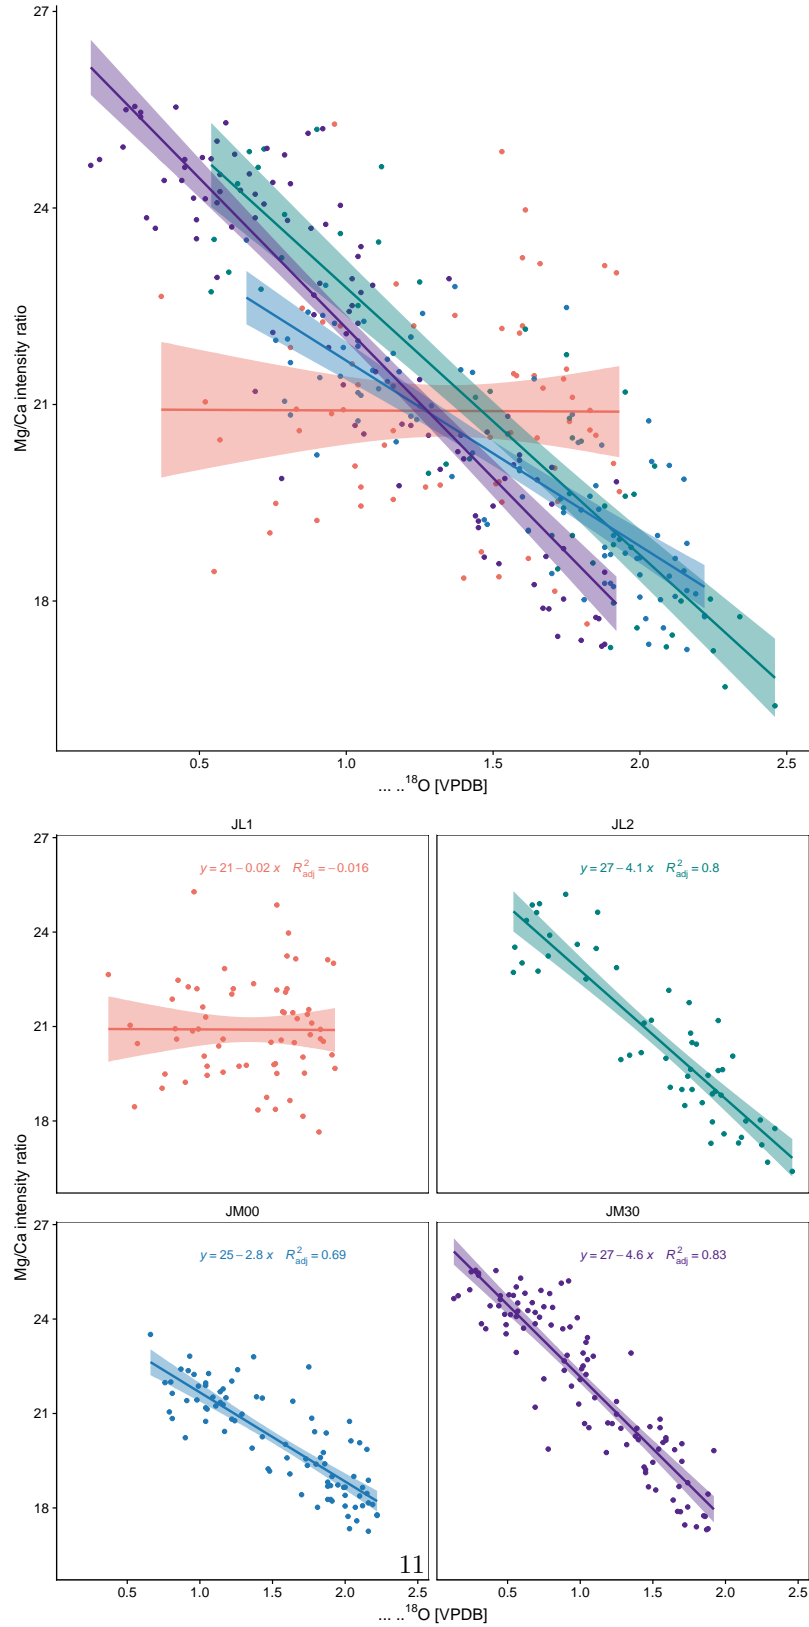 27
24
21
18
Mg/Ca intensity ratio
0.5 1.0 1.5 2.0 2.5
... ..¹⁸O [VPDB]
JL1 JL2
27
24
21
18
y = 21 − 0.02 x R²adj = −0.016
y = 27 − 4.1 x R²adj = 0.8
Mg/Ca intensity ratio
JM00 JM30
27
24
21
18
y = 25 − 2.8 x R²adj = 0.69
y = 27 − 4.6 x R²adj = 0.83
11
0.5 1.0 1.5 2.0 2.5 0.5 1.0 1.5 2.0 2.5
... ..¹⁸O [VPDB]